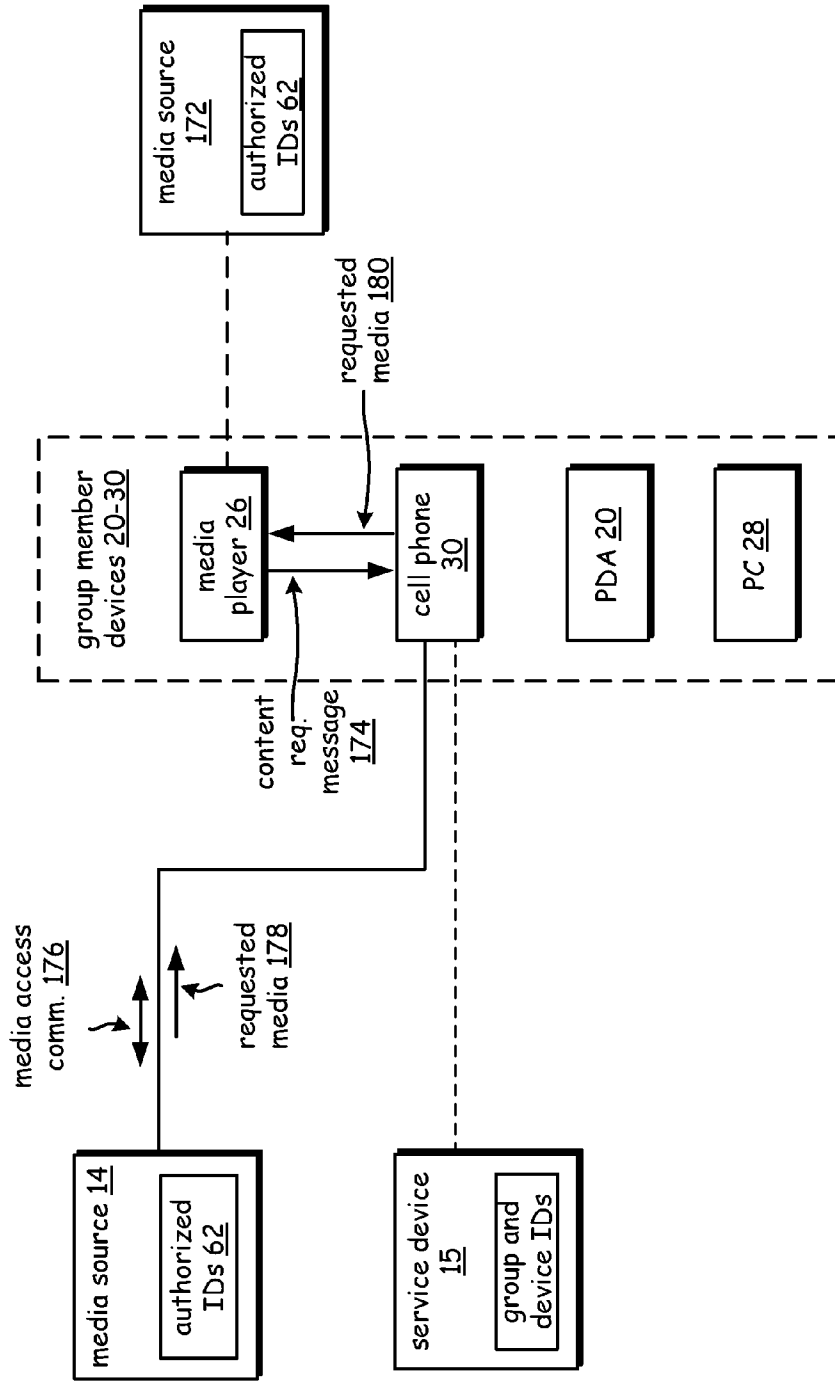 media source 14
authorized
IDs 62
media access
comm. 176
requested
media 178
service device
15
group and
device IDs
group member
devices 20-30
media
player 26
content
req.
message
174
cell phone
30
requested
media 180
PDA 20
PC 28
media source
172
authorized
IDs 62